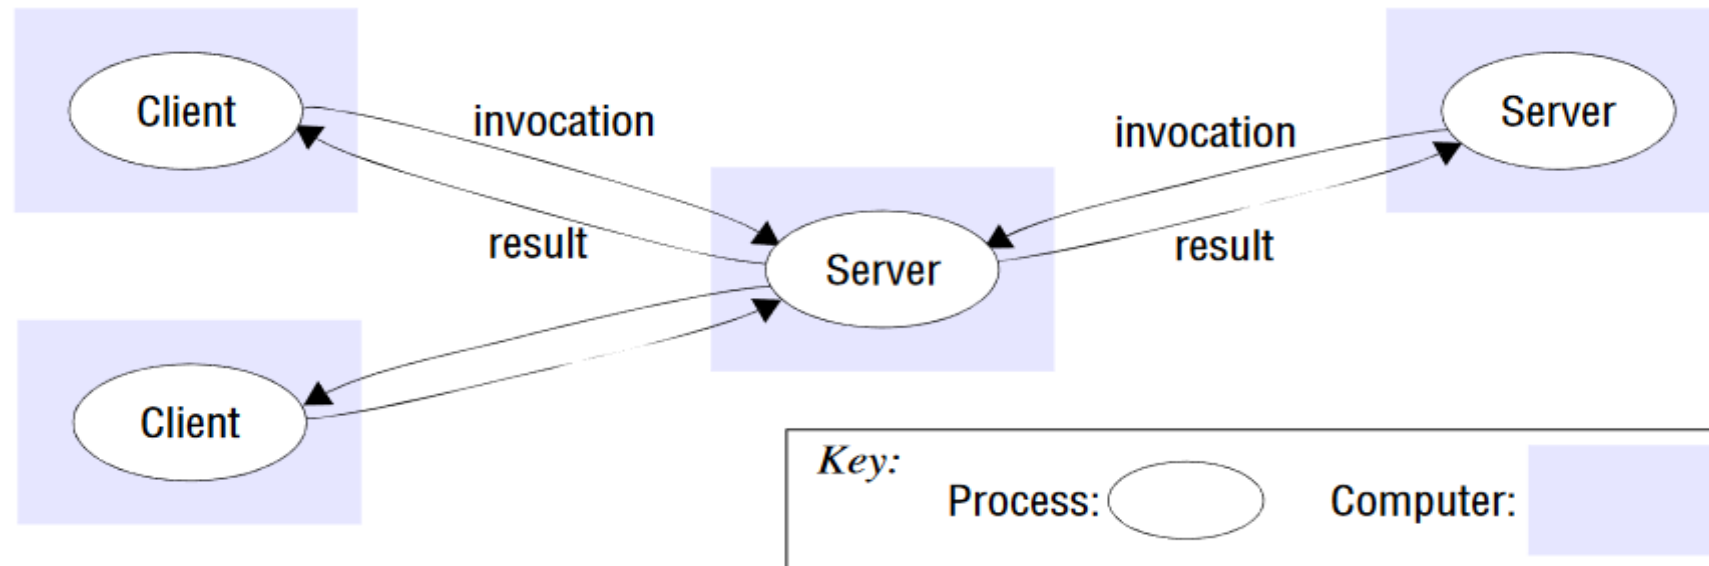 Client
invocation
result
Server
invocation
result
Server
Client
Key:
Process:
Computer: